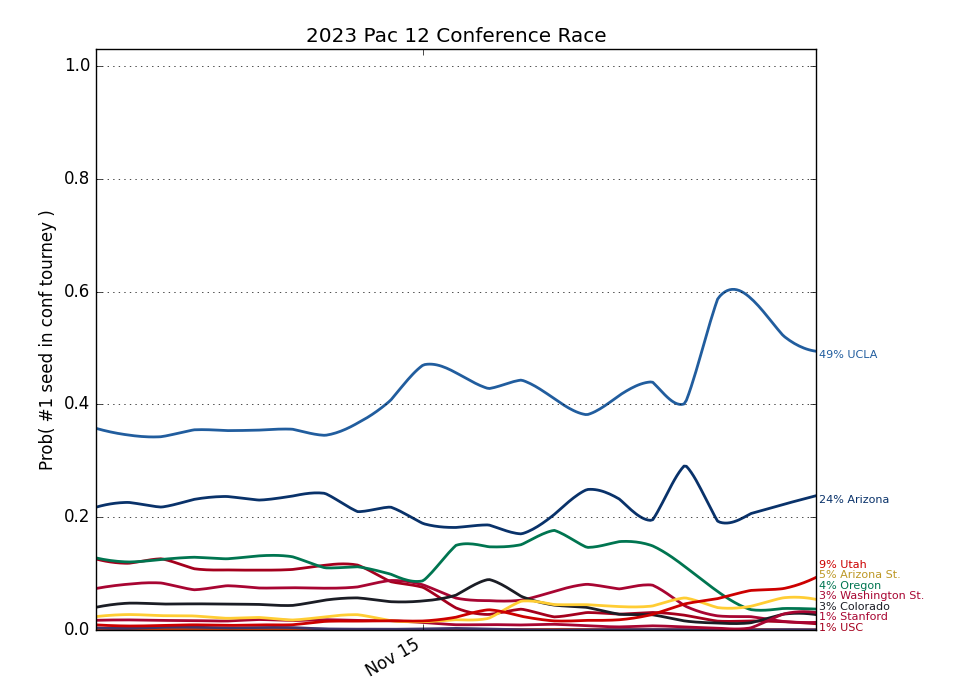 2023 Pac 12 Conference Race
Prob( #1 seed in conf tourney )
1.0
0.8
0.6
0.4
0.2
0.0
Nov 15
49% UCLA
24% Arizona
9% Utah
5% Arizona St.
4% Oregon
3% Washington St.
3% Colorado
1% Stanford
1% USC